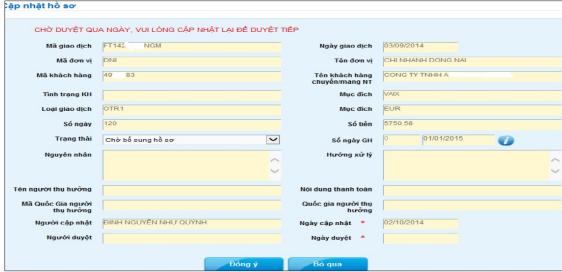 Cập nhật hồ sơ
CHỜ DUYỆT QUA NGÀY, VUI LÒNG CẬP NHẬT LẠI ĐỂ DUYỆT TIẾP
Mã giao dịch FT142 NGM Ngày giao dịch 03/09/2014
Mã đơn vị DNI Tên đơn vị CHI NHANH DONG NAI
Mã khách hàng 49 83 Tên khách hàng chuyển/mang NT CONG TY TNHH A
Tình trạng KH Mục đích VAIX
Loại giao dịch OTR1 Mục đích EUR
Số ngày 120 Số tiền 5750.58
Trạng thái Chờ bổ sung hồ sơ Số ngày GH 0 01/01/2015
Nguyên nhân Hướng xử lý
Tên người thụ hưởng Nội dung thanh toán
Mã Quốc Gia người thụ hưởng Quốc gia người thụ hưởng
Người cập nhật ĐINH NGUYỄN NHƯ QUỲNH Ngày cập nhật * 02/10/2014
Người duyệt Ngày duyệt *
Đồng ý Bỏ qua